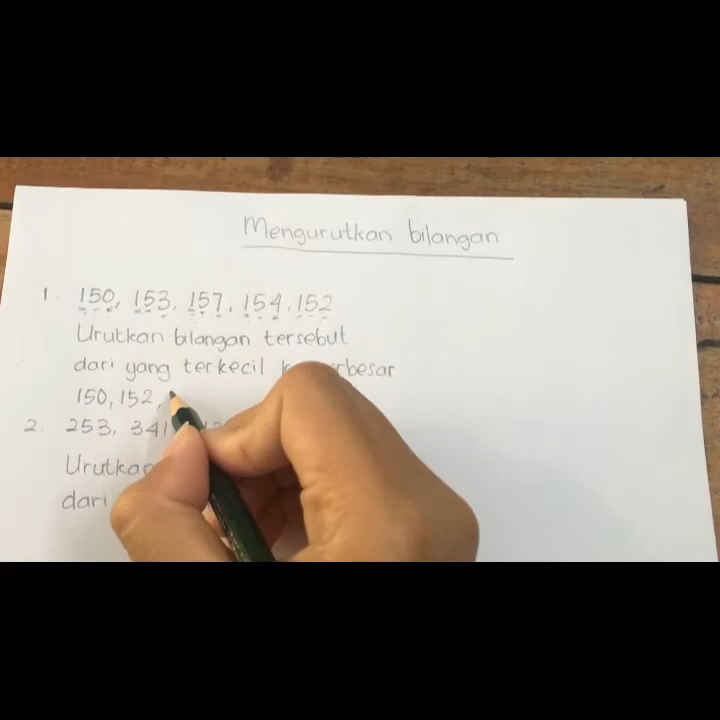 Mengurutkan bilangan
1. 150, 153, 157, 154, 152
Urutkan bilangan tersebut
dari yang terkecil
150, 152,
2. 253, 341
dari